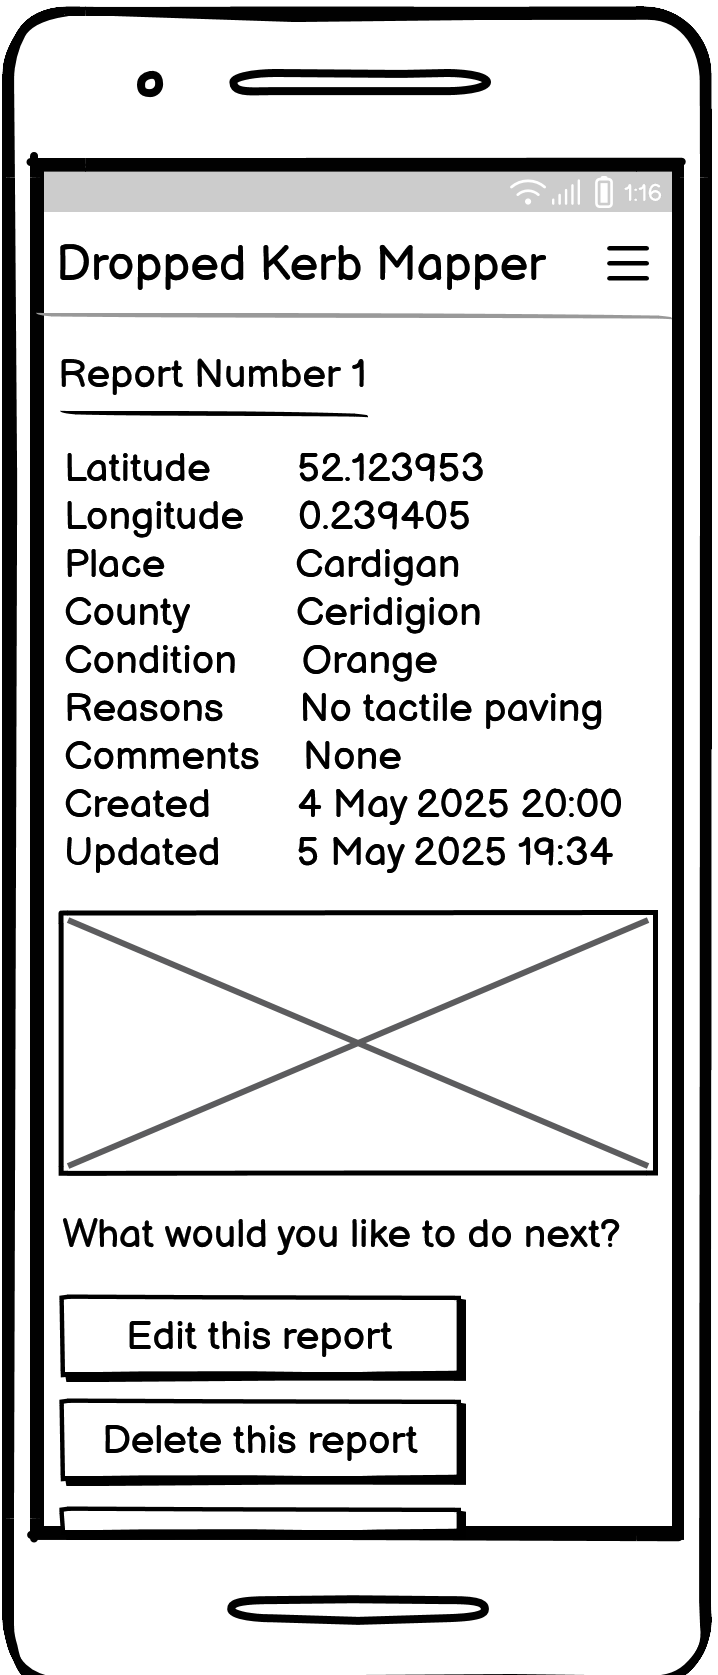 1:16
Dropped Kerb Mapper
Report Number 1
Latitude 52.123953
Longitude 0.239405
Place Cardigan
County Ceridigion
Condition Orange
Reasons No tactile paving
Comments None
Created 4 May 2025 20:00
Updated 5 May 2025 19:34
What would you like to do next?
Edit this report
Delete this report